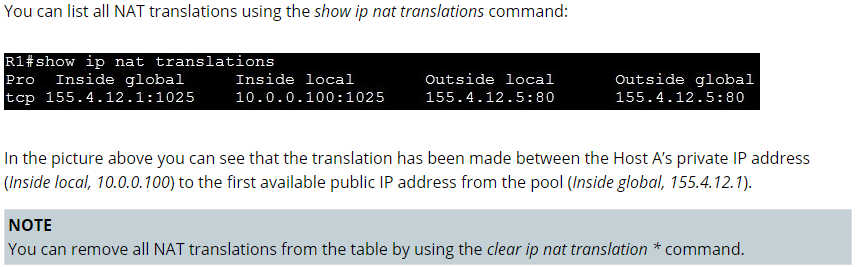 You can list all NAT translations using the show ip nat translations command:
R1#show ip nat translations
Pro  Inside global     Inside local       Outside local      Outside global
tcp 155.4.12.1:1025    10.0.0.100:1025    155.4.12.5:80      155.4.12.5:80
In the picture above you can see that the translation has been made between the Host A's private IP address
(Inside local, 10.0.0.100) to the first available public IP address from the pool (Inside global, 155.4.12.1).
NOTE
You can remove all NAT translations from the table by using the clear ip nat translation * command.